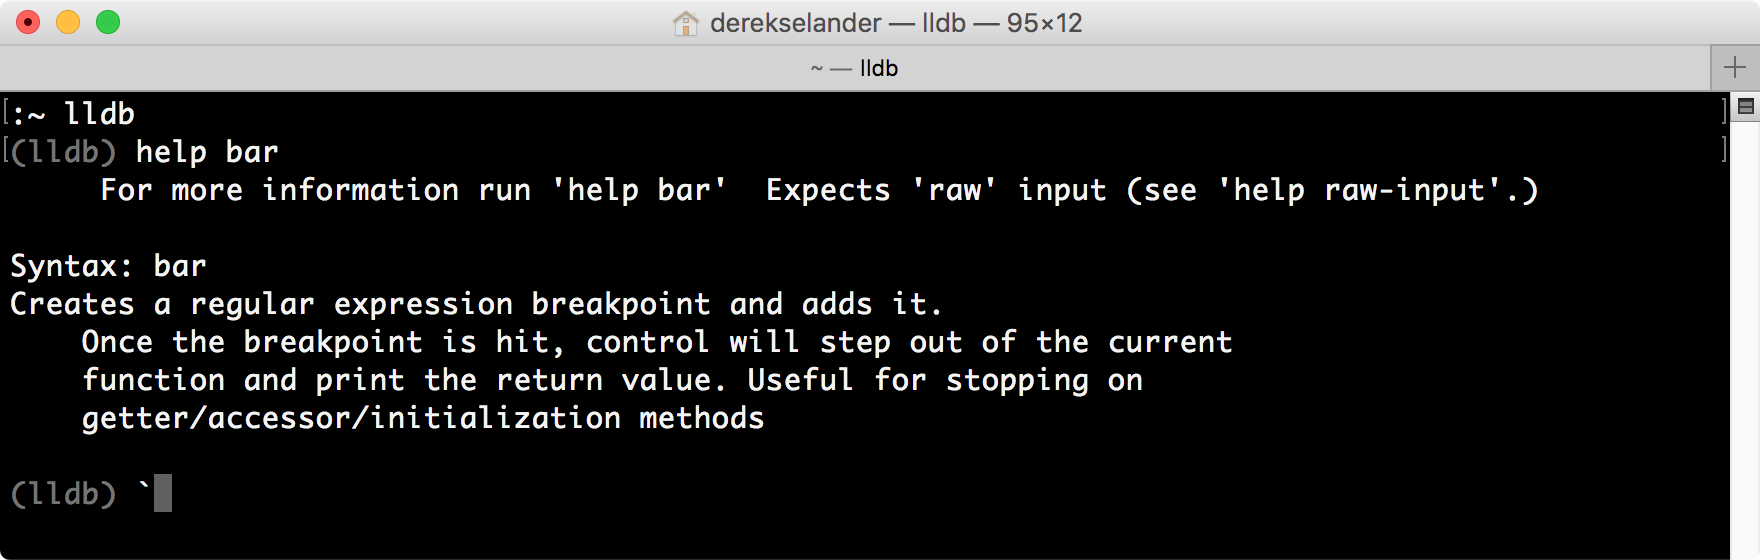 derekselander — lldb — 95×12
~ — lldb
[:~ lldb ]
[(lldb) help bar ]
For more information run 'help bar'  Expects 'raw' input (see 'help raw-input'.)
Syntax: bar
Creates a regular expression breakpoint and adds it.
Once the breakpoint is hit, control will step out of the current
function and print the return value. Useful for stopping on
getter/accessor/initialization methods
(lldb) `